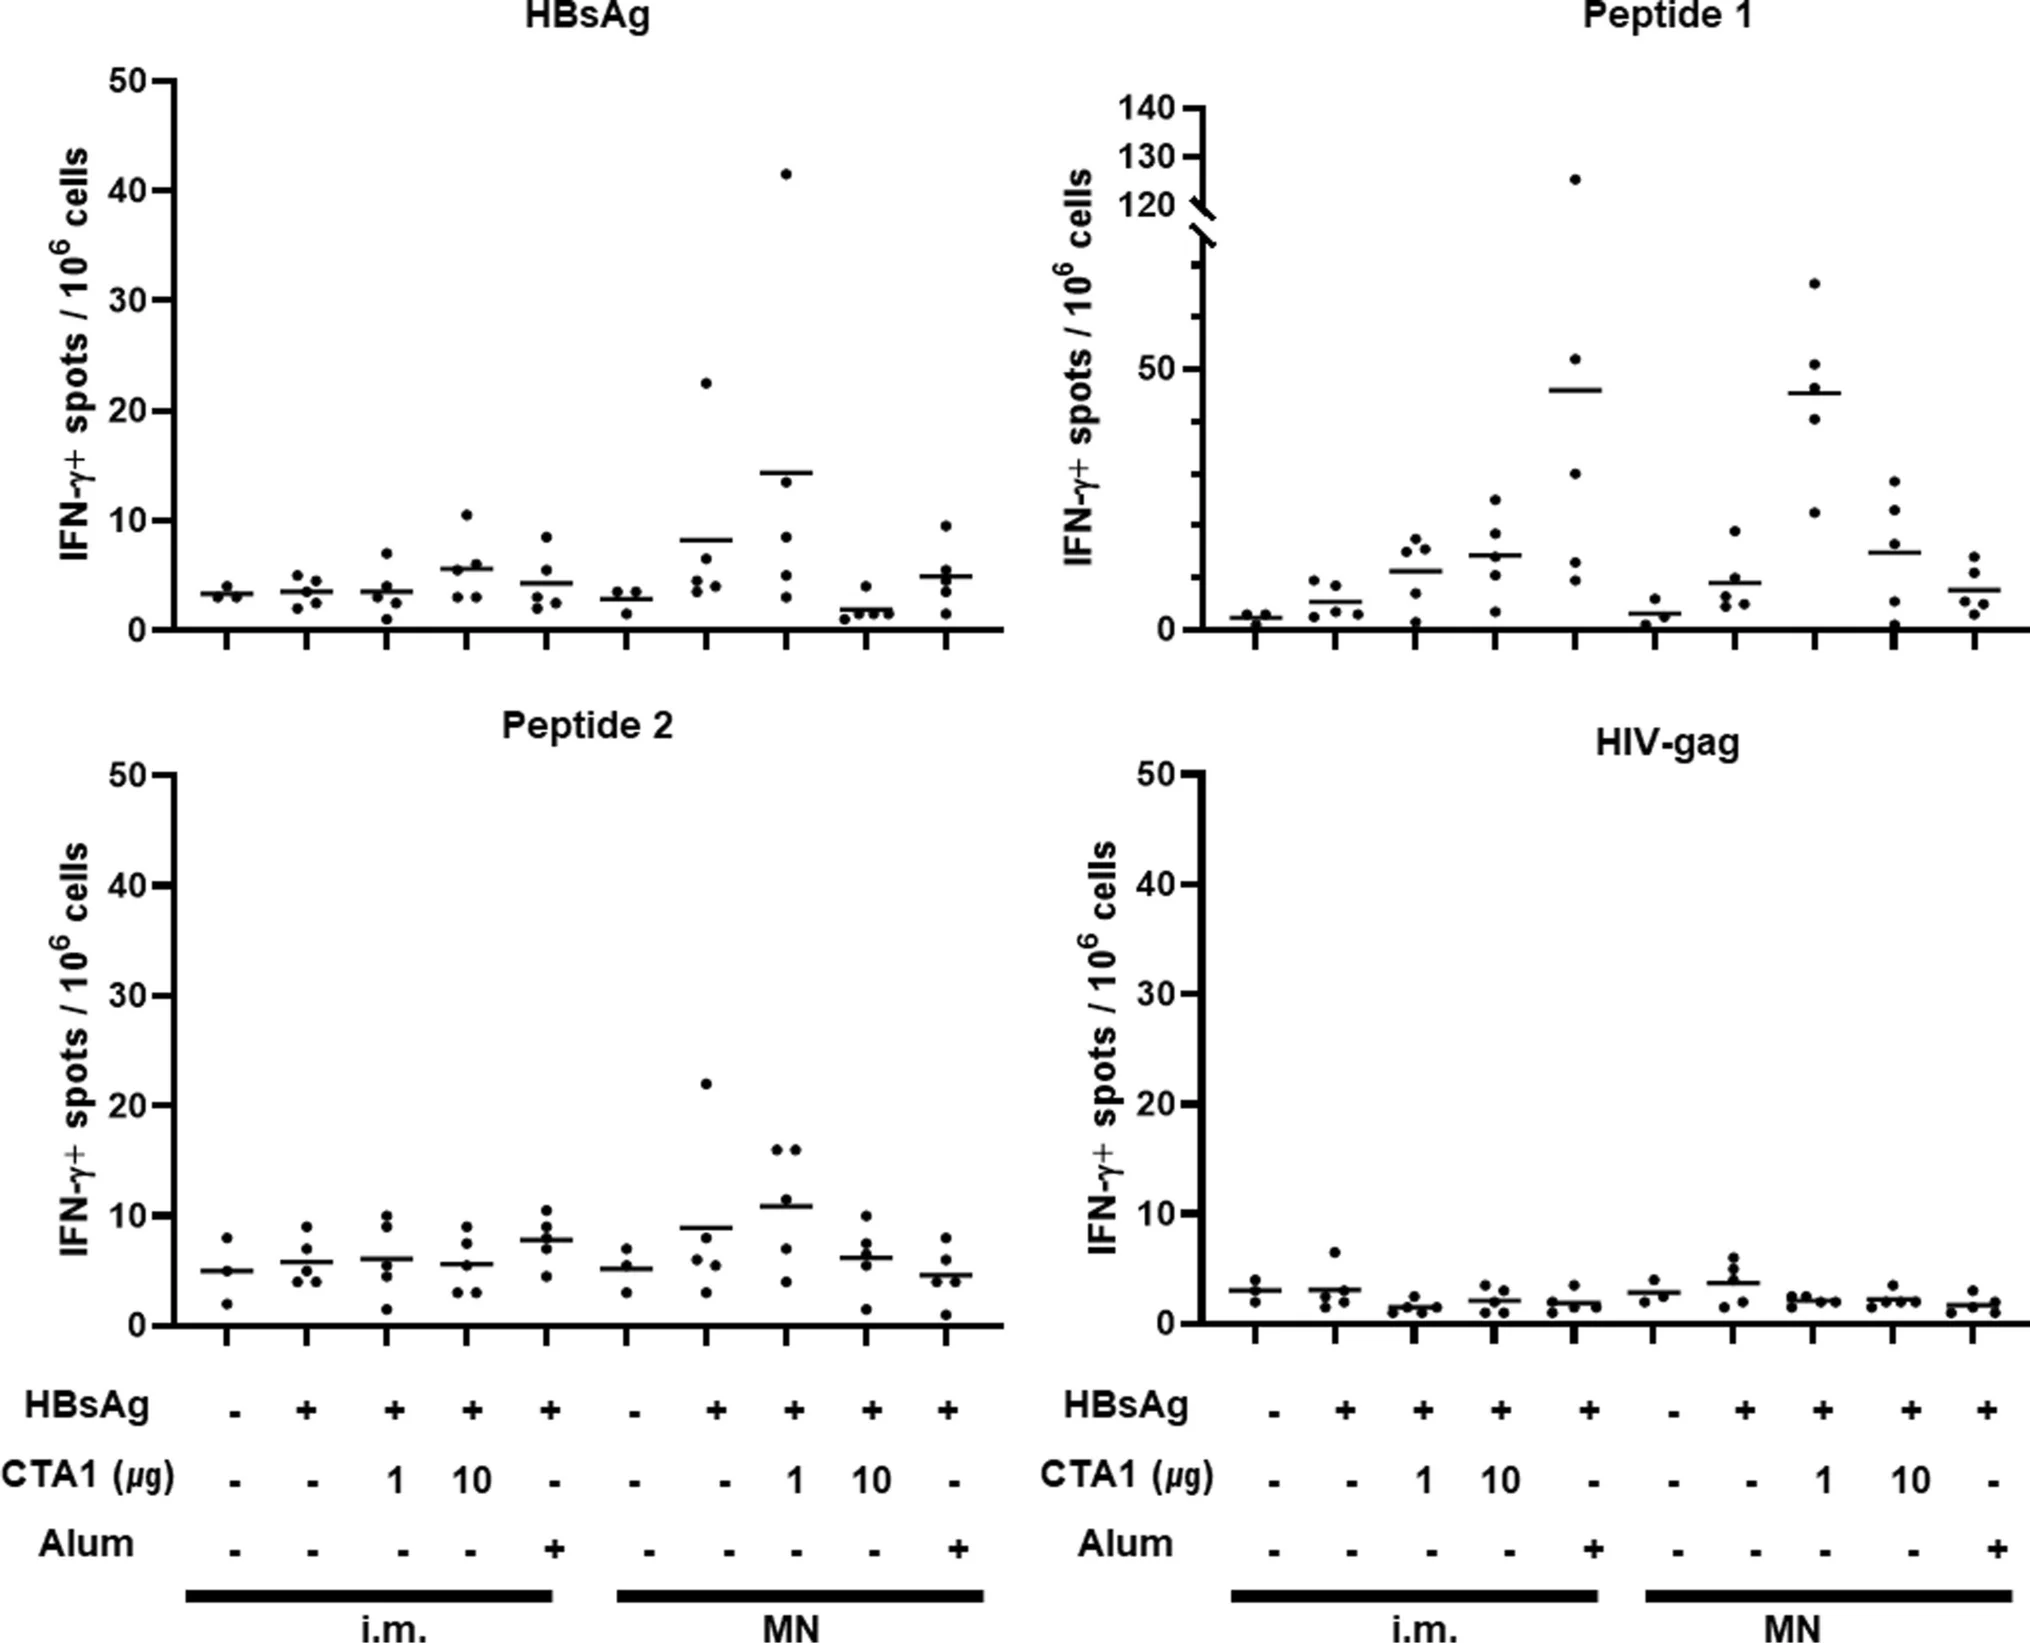 HBsAg
IFN-γ+ spots / 10⁶ cells
50
40
30
20
10
0
Peptide 1
IFN-γ+ spots / 10⁶ cells
140
130
120
50
0
Peptide 2
IFN-γ+ spots / 10⁶ cells
50
40
30
20
10
0
HIV-gag
IFN-γ+ spots / 10⁶ cells
50
40
30
20
10
0
HBsAg - + + + + - + + + +
CTA1 (µg) - - 1 10 - - - 1 10 -
Alum - - - - + - - - - +
i.m. MN
HBsAg - + + + + - + + + +
CTA1 (µg) - - 1 10 - - - 1 10 -
Alum - - - - + - - - - +
i.m. MN